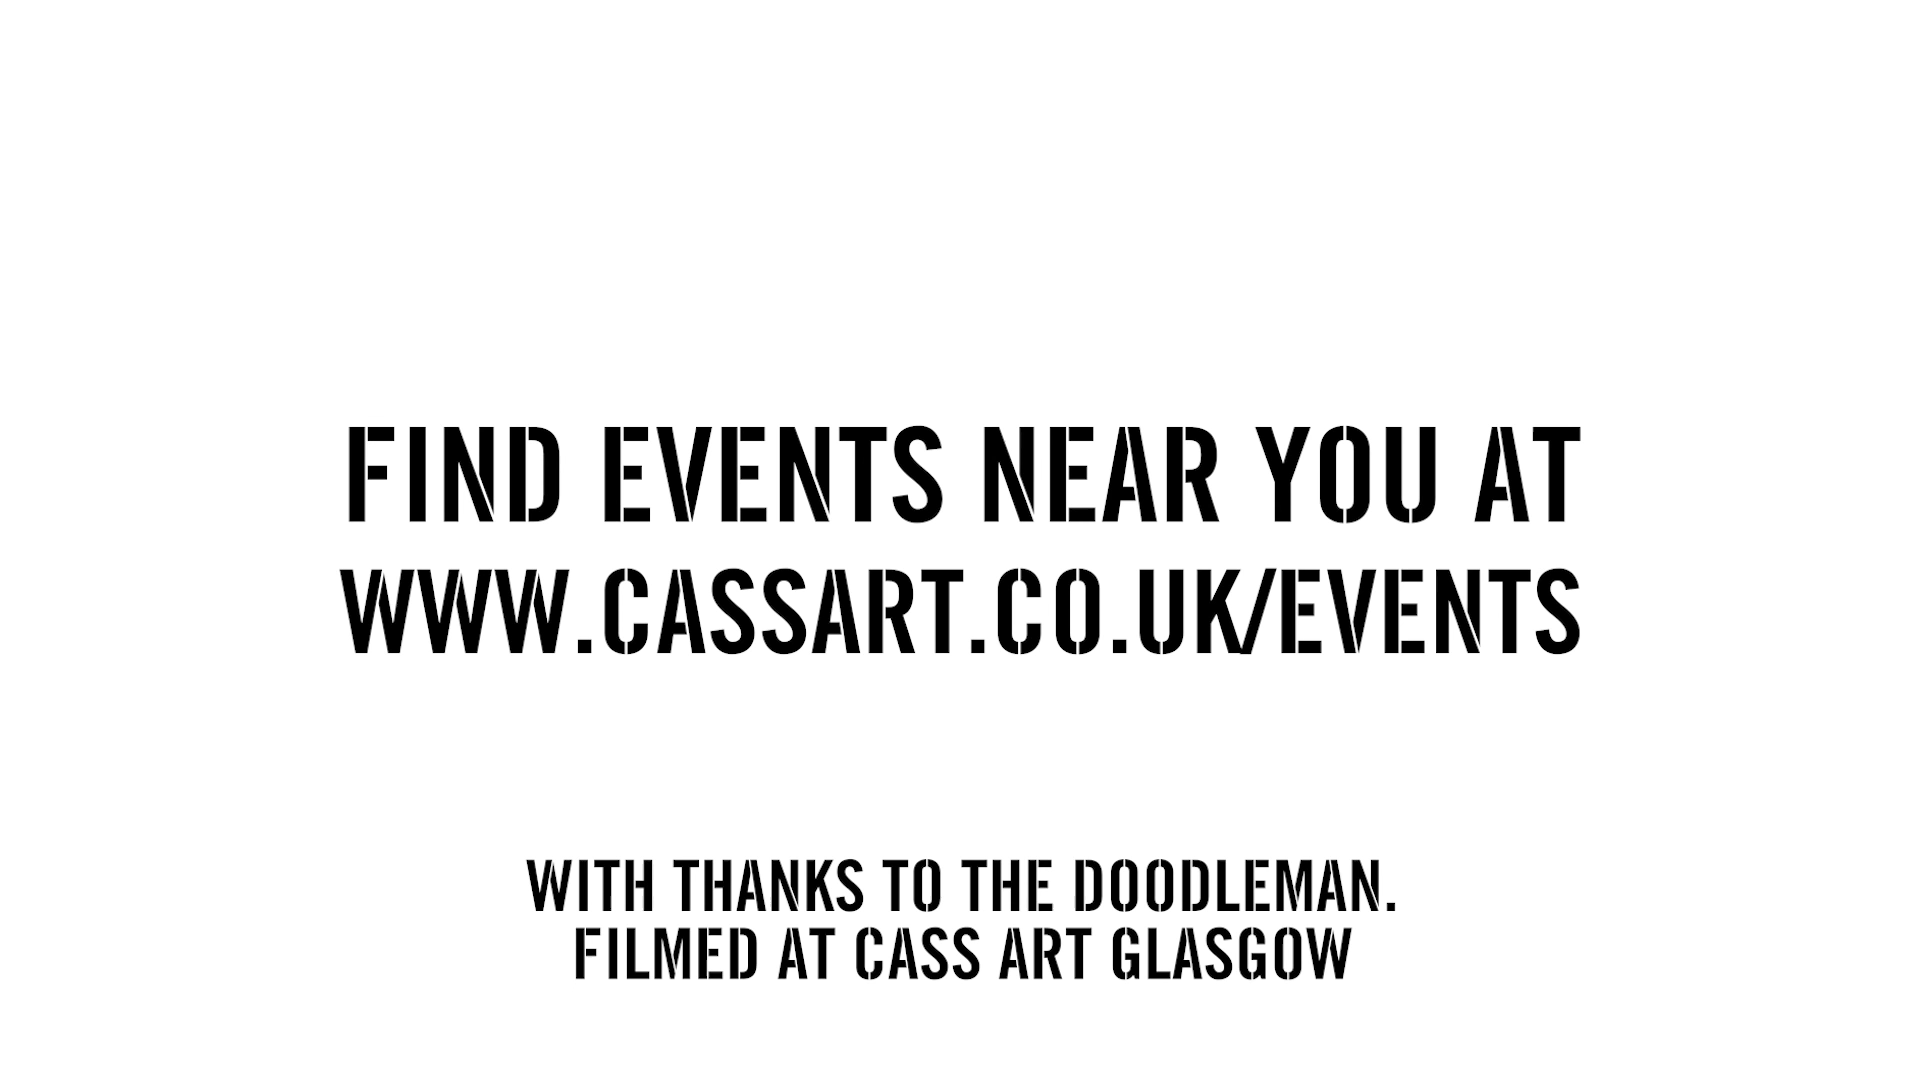 FIND EVENTS NEAR YOU AT
WWW.CASSART.CO.UK/EVENTS
WITH THANKS TO THE DOODLEMAN.
FILMED AT CASS ART GLASGOW